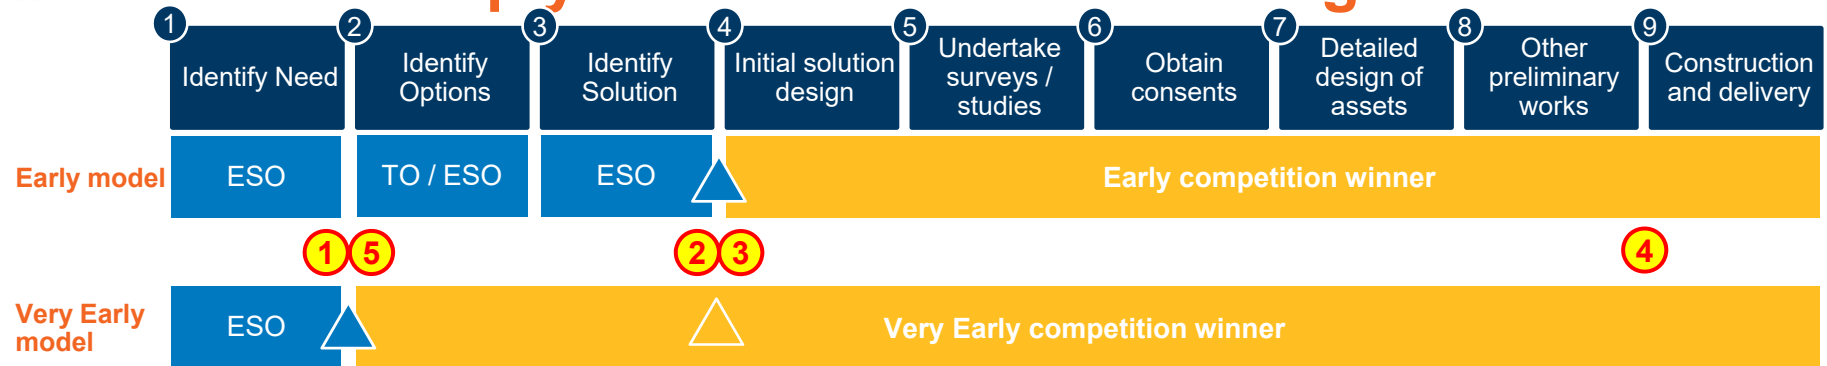 1 2 3 4 5 6 7 8 9
Identify Need
Identify
Options
Identify
Solution
Initial solution
design
Undertake
surveys /
studies
Obtain
consents
Detailed
design of
assets
Other
preliminary
works
Construction
and delivery
Early model
ESO
TO / ESO
ESO
Early competition winner
1 5 2 3 4
Very Early
model
ESO
Very Early competition winner